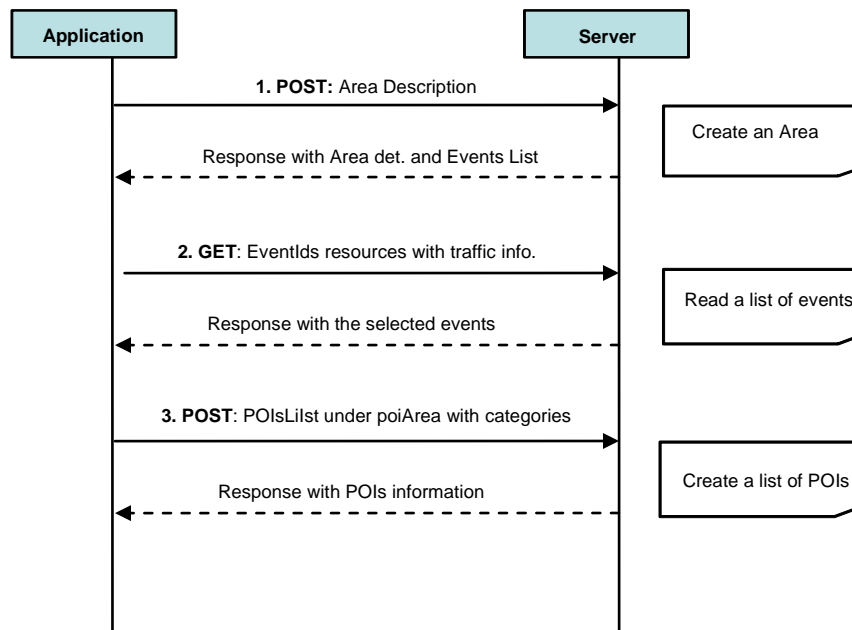 Application
Server
1. POST: Area Description
Create an Area
Response with Area det. and Events List
2. GET: EventIds resources with traffic info.
Read a list of events
Response with the selected events
3. POST: POIsLiIst under poiArea with categories
Create a list of POIs
Response with POIs information